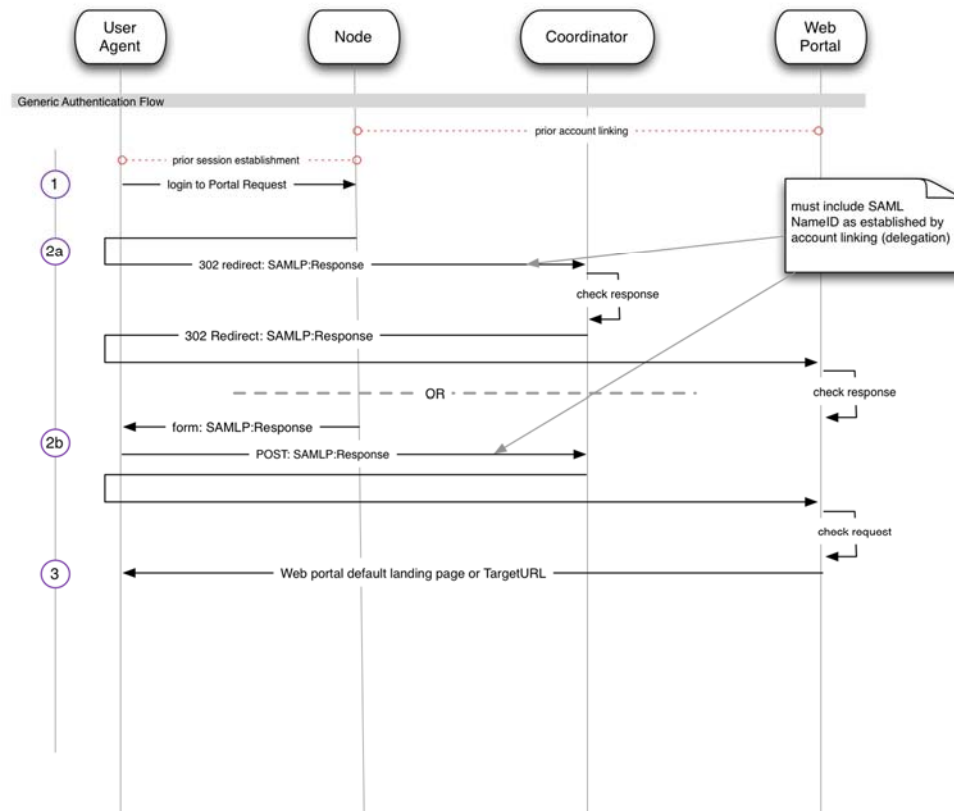 User
Agent
Node
Coordinator
Web
Portal
Generic Authentication Flow
prior account linking
prior session establishment
1
login to Portal Request
must include SAML
NameID as established by
account linking (delegation)
2a
302 redirect: SAMLP:Response
check response
302 Redirect: SAMLP:Response
check response
OR
form: SAMLP:Response
2b
POST: SAMLP:Response
check request
3
Web portal default landing page or TargetURL